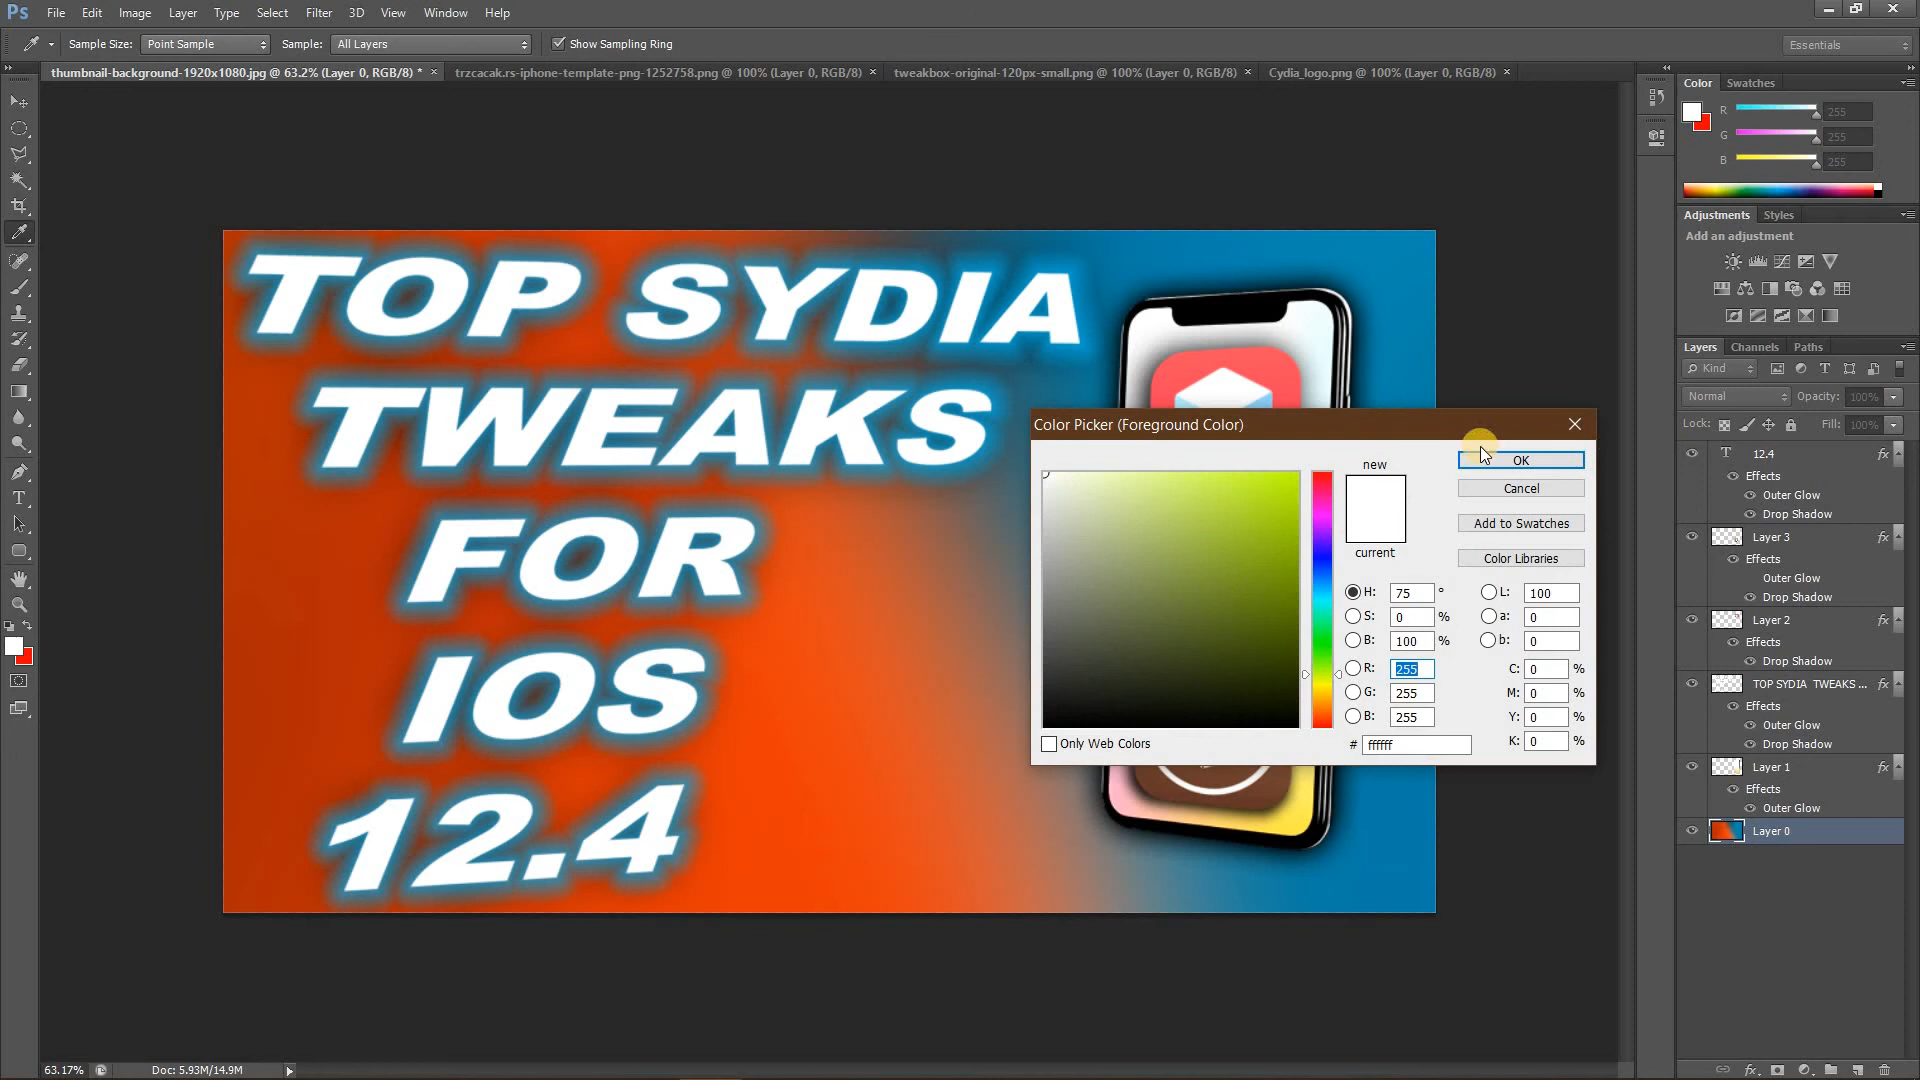 Ps File Edit Image Layer Type Select Filter 3D View Window Help
Sample Size: Point Sample Sample: All Layers Show Sampling Ring Essentials
thumbnail-background-1920x1080.jpg @ 63.2% (Layer 0, RGB/8) * × trzcacak.rs-iphone-template-png-1252758.png @ 100% (Layer 0, RGB/8) × tweakbox-original-120px-small.png @ 100% (Layer 0, RGB/8) × Cydia_logo.png @ 100% (Layer 0, RGB/8) ×
Color Swatches
R 255
G 255
B 255
Adjustments Styles
Add an adjustment
Layers Channels Paths
Kind
Normal Opacity: 100%
Lock: Fill: 100%
T 12.4 fx
Effects
Outer Glow
Drop Shadow
Layer 3 fx
Effects
Outer Glow
Drop Shadow
Layer 2 fx
Effects
Drop Shadow
TOP SYDIA TWEAKS ... fx
Effects
Outer Glow
Drop Shadow
Layer 1 fx
Effects
Outer Glow
Layer 0
TOP SYDIA
TWEAKS
FOR
IOS
12.4
Color Picker (Foreground Color)
new
current
OK
Cancel
Add to Swatches
Color Libraries
H: 75 ° L: 100
S: 0 % a: 0
B: 100 % b: 0
R: 255 C: 0 %
G: 255 M: 0 %
B: 255 Y: 0 %
# ffffff K: 0 %
Only Web Colors
63.17% Doc: 5.93M/14.9M